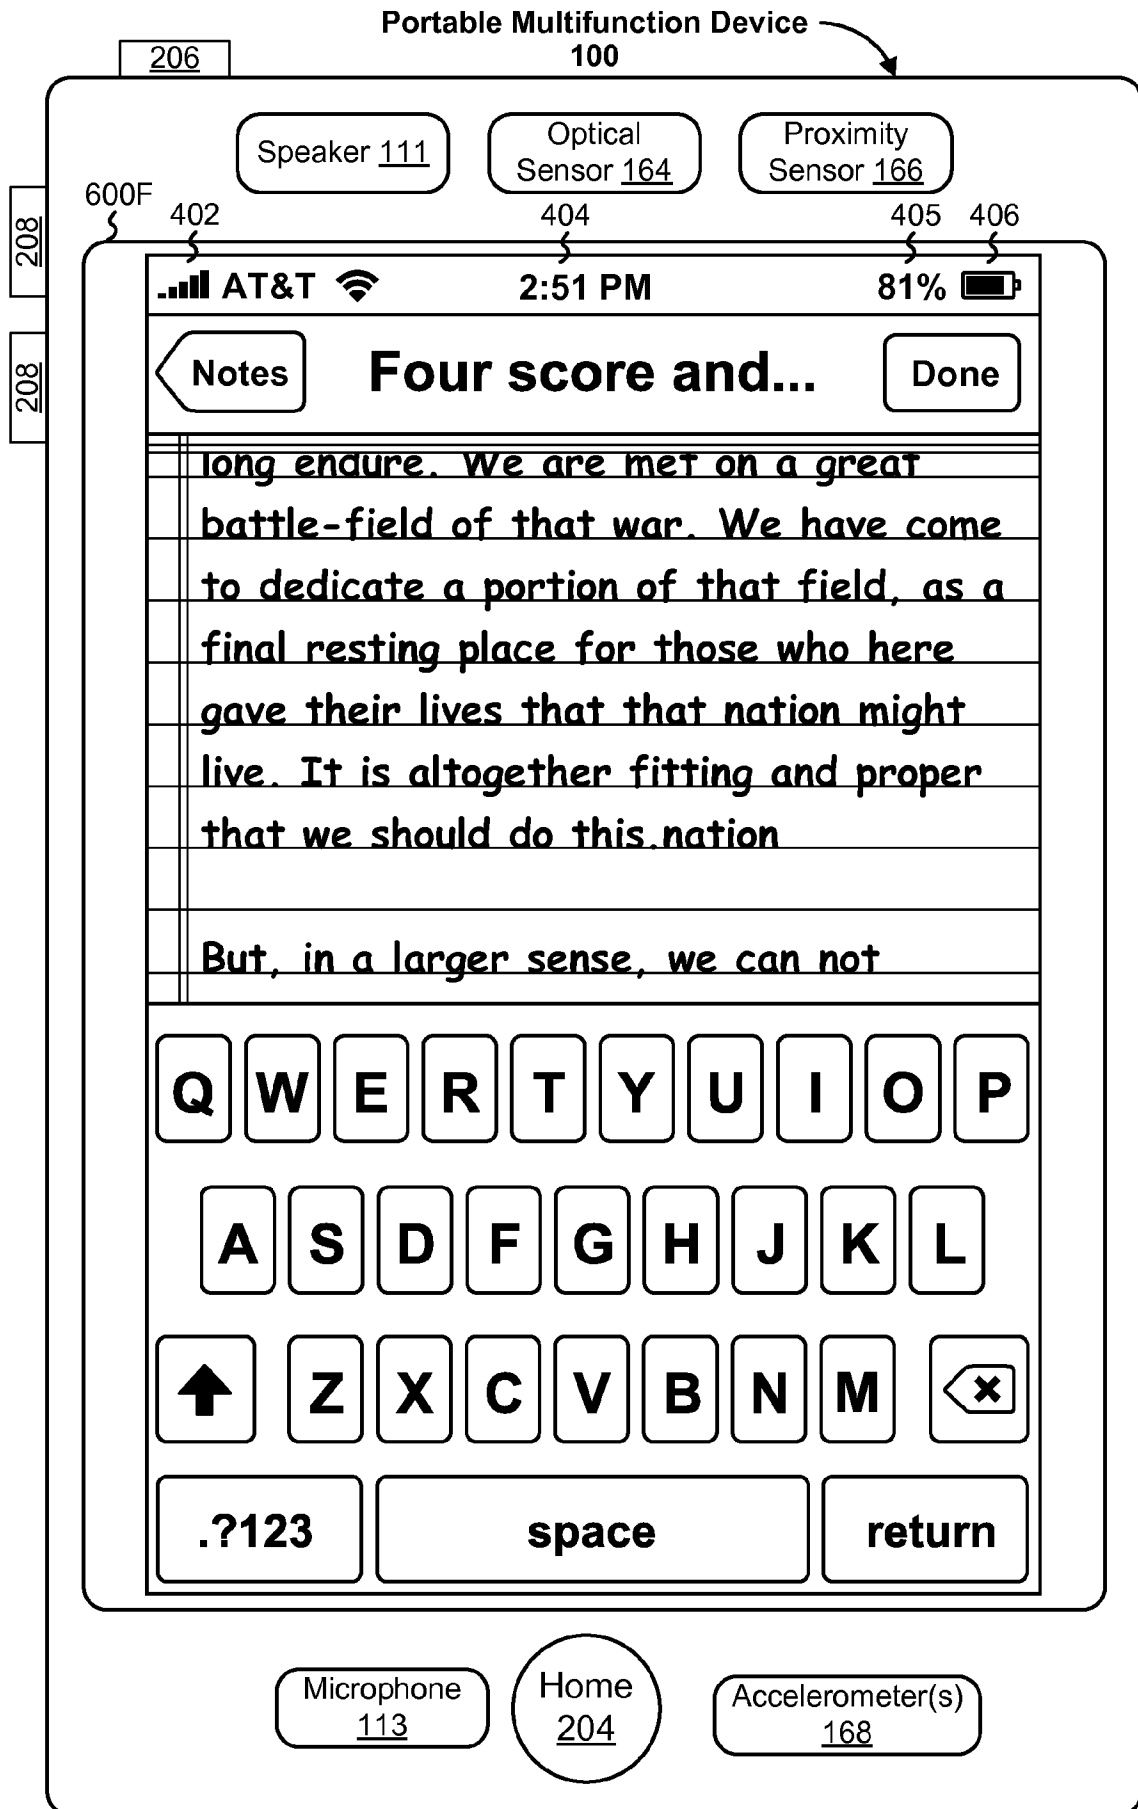 Portable Multifunction Device
100
206
Speaker 111
Optical
Sensor 164
Proximity
Sensor 166
208
208
600F
402
404
405
406
AT&T
2:51 PM
81%
Notes
Four score and...
Done
long endure. We are met on a great
battle-field of that war. We have come
to dedicate a portion of that field, as a
final resting place for those who here
gave their lives that that nation might
live. It is altogether fitting and proper
that we should do this.nation
But, in a larger sense, we can not
Q W E R T Y U I O P
A S D F G H J K L
Z X C V B N M
.?123
space
return
Microphone
113
Home
204
Accelerometer(s)
168